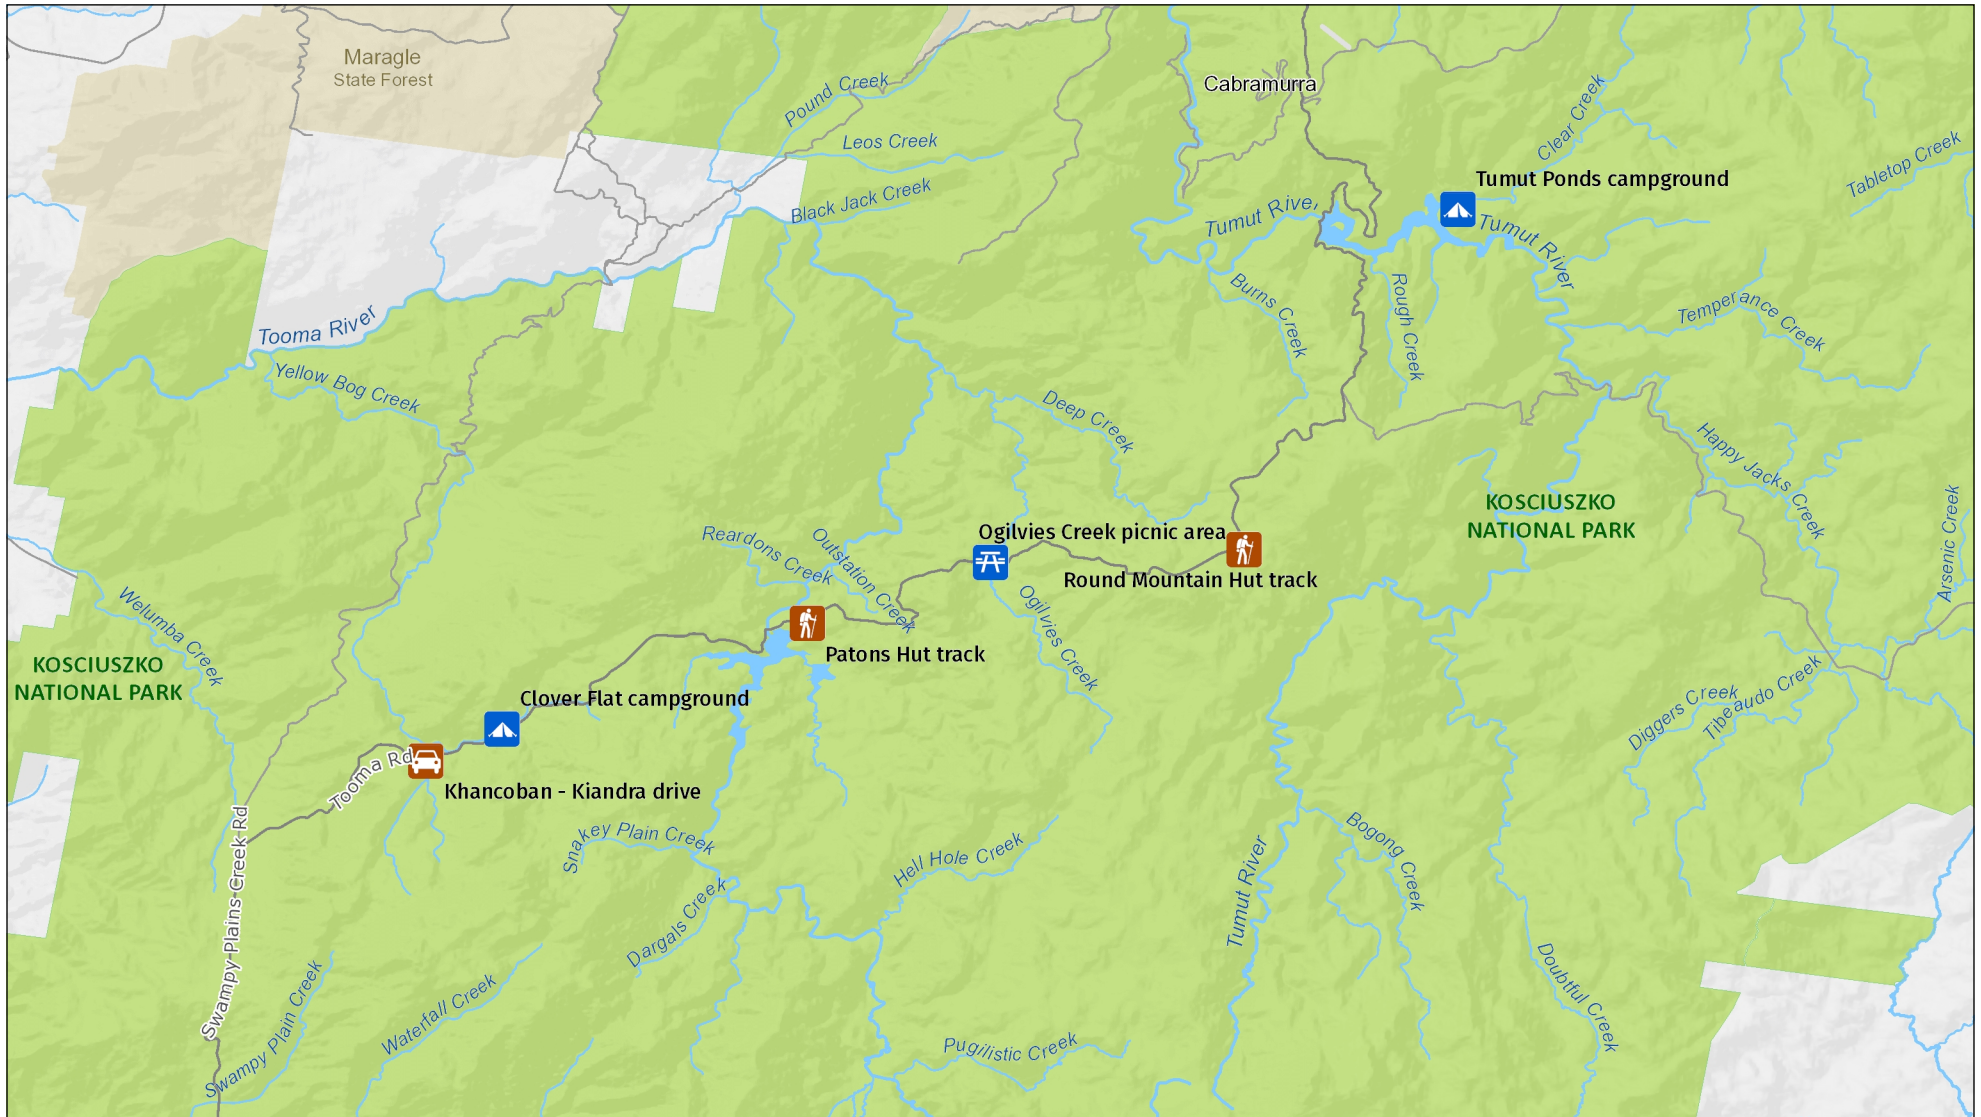 Maragle
State Forest
Pound Creek
Cabramurra
Clear Creek
Leos Creek
Tabletop Creek
Black Jack Creek
Tumut Ponds campground
Tumut River
Tumut River
Tooma River
Burns Creek
Rough Creek
Temperance Creek
Yellow Bog Creek
Deep Creek
Happy Jacks Creek
KOSCIUSZKO
NATIONAL PARK
Arsenic Creek
Reardons Creek
Outstation Creek
Ogilvies Creek picnic area
Round Mountain Hut track
Ogilvies Creek
Welumba Creek
KOSCIUSZKO
NATIONAL PARK
Patons Hut track
Clover Flat campground
Diggers Creek
Tibeaudo Creek
Tooma Rd
Khancoban - Kiandra drive
Snakey Plain Creek
Hell Hole Creek
Bogong Creek
Tumut River
Dargals Creek
Swampy Plains Creek Rd
Swampy Plain Creek
Waterfall Creek
Doubtful Creek
Pugilistic Creek